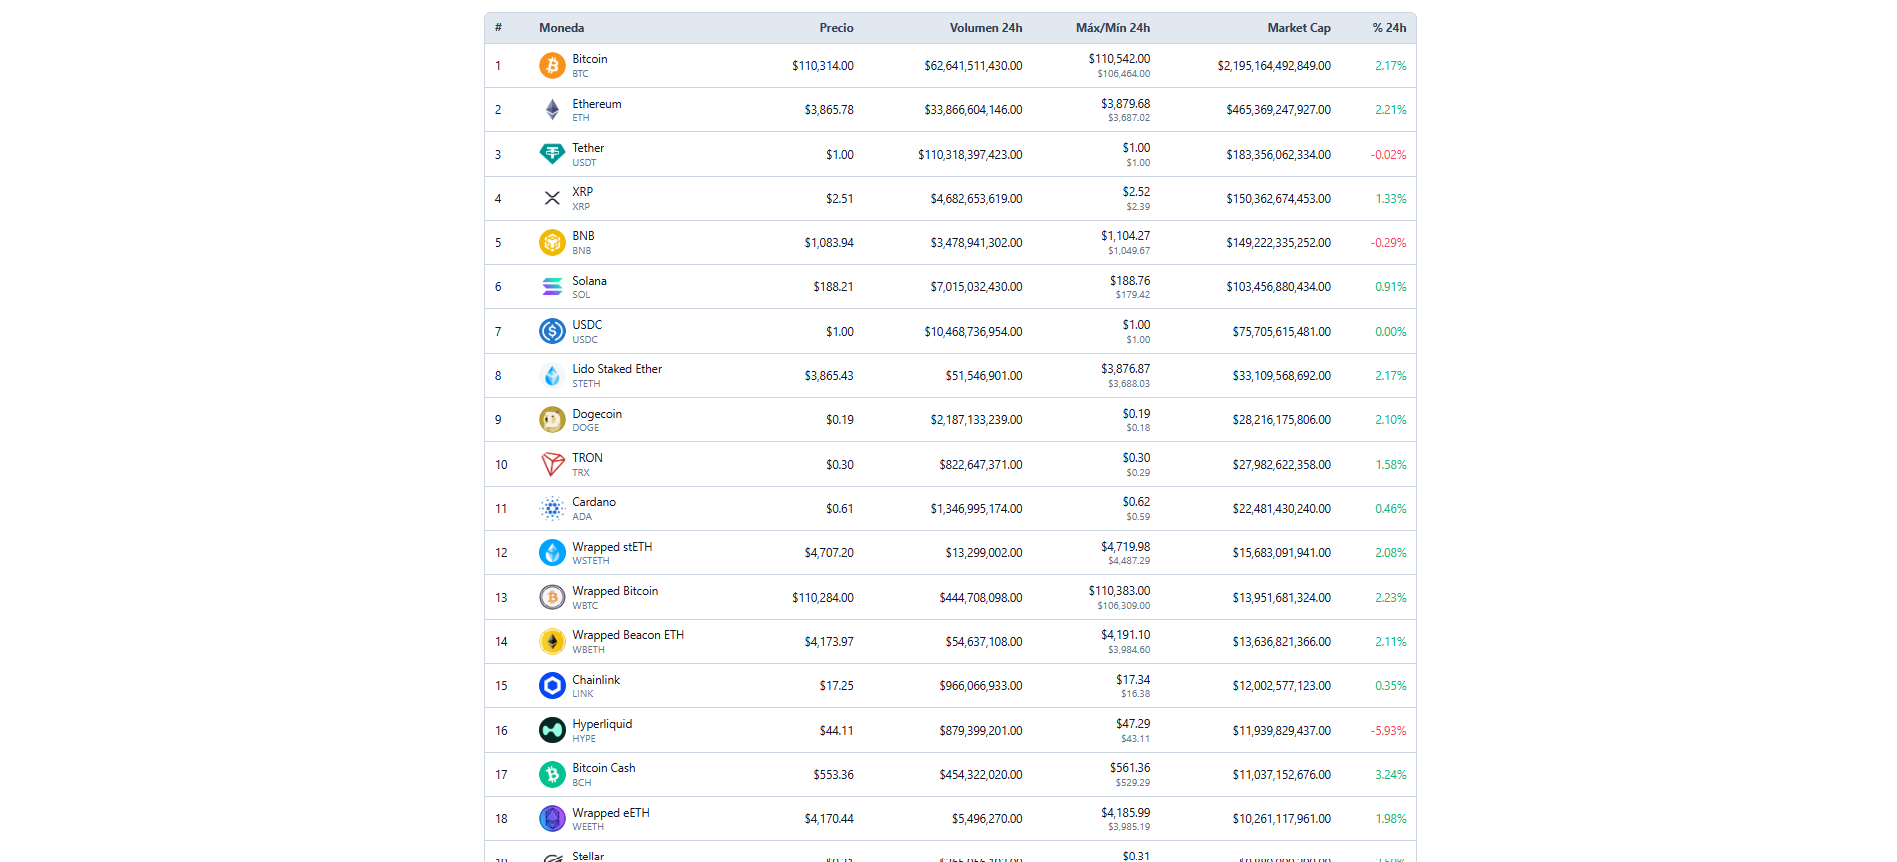 # Moneda Precio Volumen 24h Máx/Mín 24h Market Cap % 24h
1 Bitcoin $110,314.00 $62,641,511,430.00 $110,542.00 $2,195,164,492,849.00 2.17%
BTC $106,464.00
2 Ethereum $3,865.78 $33,866,604,146.00 $3,879.68 $465,369,247,927.00 2.21%
ETH $3,687.02
3 Tether $1.00 $110,318,397,423.00 $1.00 $183,356,062,334.00 -0.02%
USDT $1.00
4 XRP $2.51 $4,682,653,619.00 $2.52 $150,362,674,453.00 1.33%
XRP $2.39
5 BNB $1,083.94 $3,478,941,302.00 $1,104.27 $149,222,335,252.00 -0.29%
BNB $1,049.67
6 Solana $188.21 $7,015,032,430.00 $188.76 $103,456,880,434.00 0.91%
SOL $179.42
7 USDC $1.00 $10,468,736,954.00 $1.00 $75,705,615,481.00 0.00%
USDC $1.00
8 Lido Staked Ether $3,865.43 $51,546,901.00 $3,876.87 $33,109,568,692.00 2.17%
STETH $3,688.03
9 Dogecoin $0.19 $2,187,133,239.00 $0.19 $28,216,175,806.00 2.10%
DOGE $0.18
10 TRON $0.30 $822,647,371.00 $0.30 $27,982,622,358.00 1.58%
TRX $0.29
11 Cardano $0.61 $1,346,995,174.00 $0.62 $22,481,430,240.00 0.46%
ADA $0.59
12 Wrapped stETH $4,707.20 $13,299,002.00 $4,719.98 $15,683,091,941.00 2.08%
WSTETH $4,487.29
13 Wrapped Bitcoin $110,284.00 $444,708,098.00 $110,383.00 $13,951,681,324.00 2.23%
WBTC $106,309.00
14 Wrapped Beacon ETH $4,173.97 $54,637,108.00 $4,191.10 $13,636,821,366.00 2.11%
WBETH $3,984.60
15 Chainlink $17.25 $966,066,933.00 $17.34 $12,002,577,123.00 0.35%
LINK $16.38
16 Hyperliquid $44.11 $879,399,201.00 $47.29 $11,939,829,437.00 -5.93%
HYPE $43.11
17 Bitcoin Cash $553.36 $454,322,020.00 $561.36 $11,037,152,676.00 3.24%
BCH $529.29
18 Wrapped eETH $4,170.44 $5,496,270.00 $4,185.99 $10,261,117,961.00 1.98%
WEETH $3,985.19
Stellar $0.31